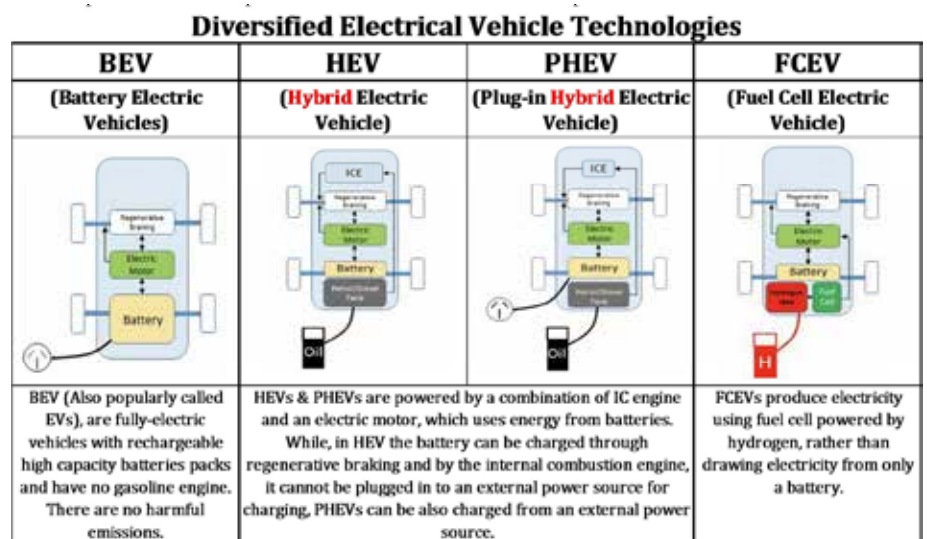 Diversified Electrical Vehicle Technologies
BEV
HEV
PHEV
FCEV
(Battery Electric
Vehicles)
(Hybrid Electric
Vehicle)
(Plug-in Hybrid Electric
Vehicle)
(Fuel Cell Electric
Vehicle)
Regenerative
Braking
Electric
Motor
Battery
ICE
Regenerative
Braking
Electric
Motor
Battery
Petrol/Diesel
Tank
Oil
ICE
Regenerative
Braking
Electric
Motor
Battery
Petrol/Diesel
Tank
Oil
Regenerative
Braking
Electric
Motor
Battery
Hydrogen
Fuel
Cell
H
BEV (Also popularly called
EVs), are fully-electric
vehicles with rechargeable
high capacity batteries packs
and have no gasoline engine.
There are no harmful
emissions.
HEVs & PHEVs are powered by a combination of IC engine
and an electric motor, which uses energy from batteries.
While, in HEV the battery can be charged through
regenerative braking and by the internal combustion engine,
it cannot be plugged in to an external power source for
charging, PHEVs can be also charged from an external power
source.
FCEVs produce electricity
using fuel cell powered by
hydrogen, rather than
drawing electricity from only
a battery.